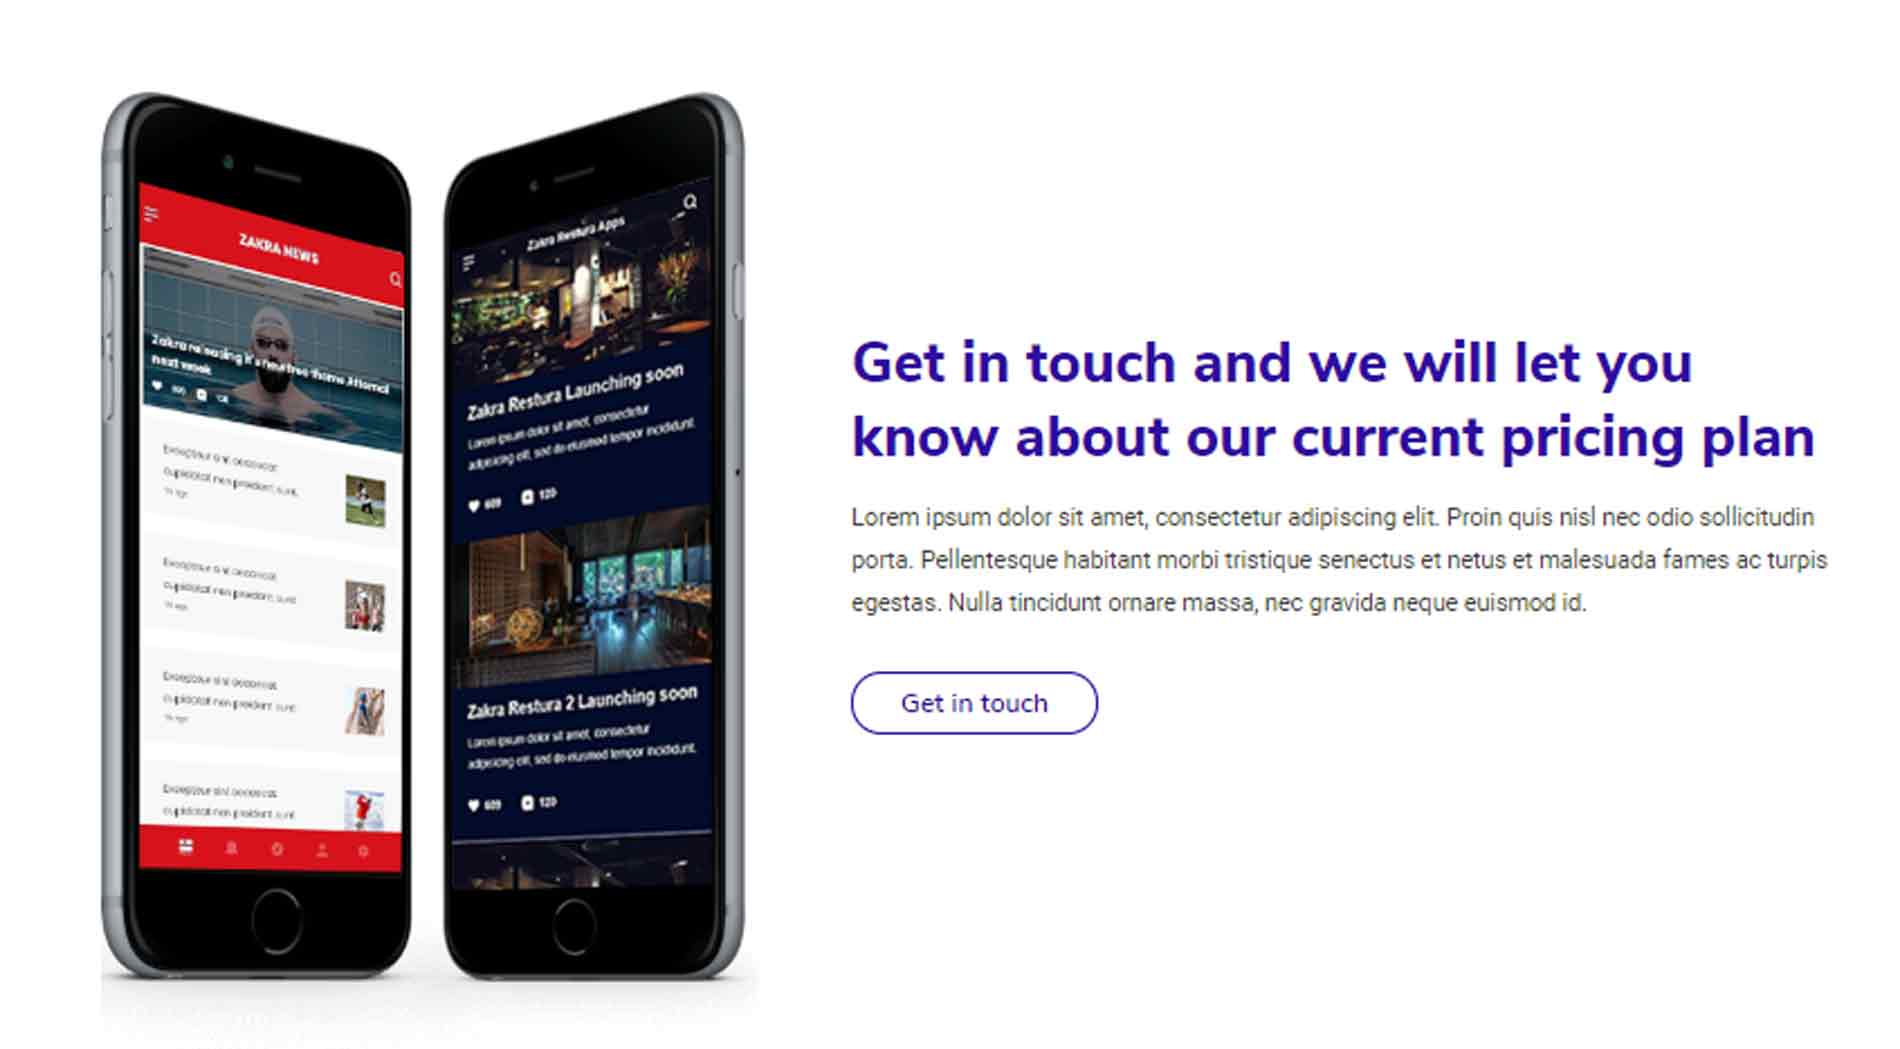 ZAKRA NEWS
Zakra releasing it's new free theme
next week
Excepteur sint occaecat
cupidatat non proident, sunt
Excepteur sint occaecat
cupidatat non proident, sunt
Excepteur sint occaecat
cupidatat non proident, sunt
Excepteur sint occaecat
cupidatat non proident, sunt
Zakra Restura Apps
Zakra Restura Launching soon
Lorem ipsum dolor sit amet, consectetur
adipisicing elit, sed do eiusmod tempor incididunt.
609 120
Zakra Restura 2 Launching soon
Lorem ipsum dolor sit amet, consectetur
adipisicing elit, sed do eiusmod tempor incididunt.
609 120
Get in touch and we will let you
know about our current pricing plan
Lorem ipsum dolor sit amet, consectetur adipiscing elit. Proin quis nisl nec odio sollicitudin
porta. Pellentesque habitant morbi tristique senectus et netus et malesuada fames ac turpis
egestas. Nulla tincidunt ornare massa, nec gravida neque euismod id.
Get in touch